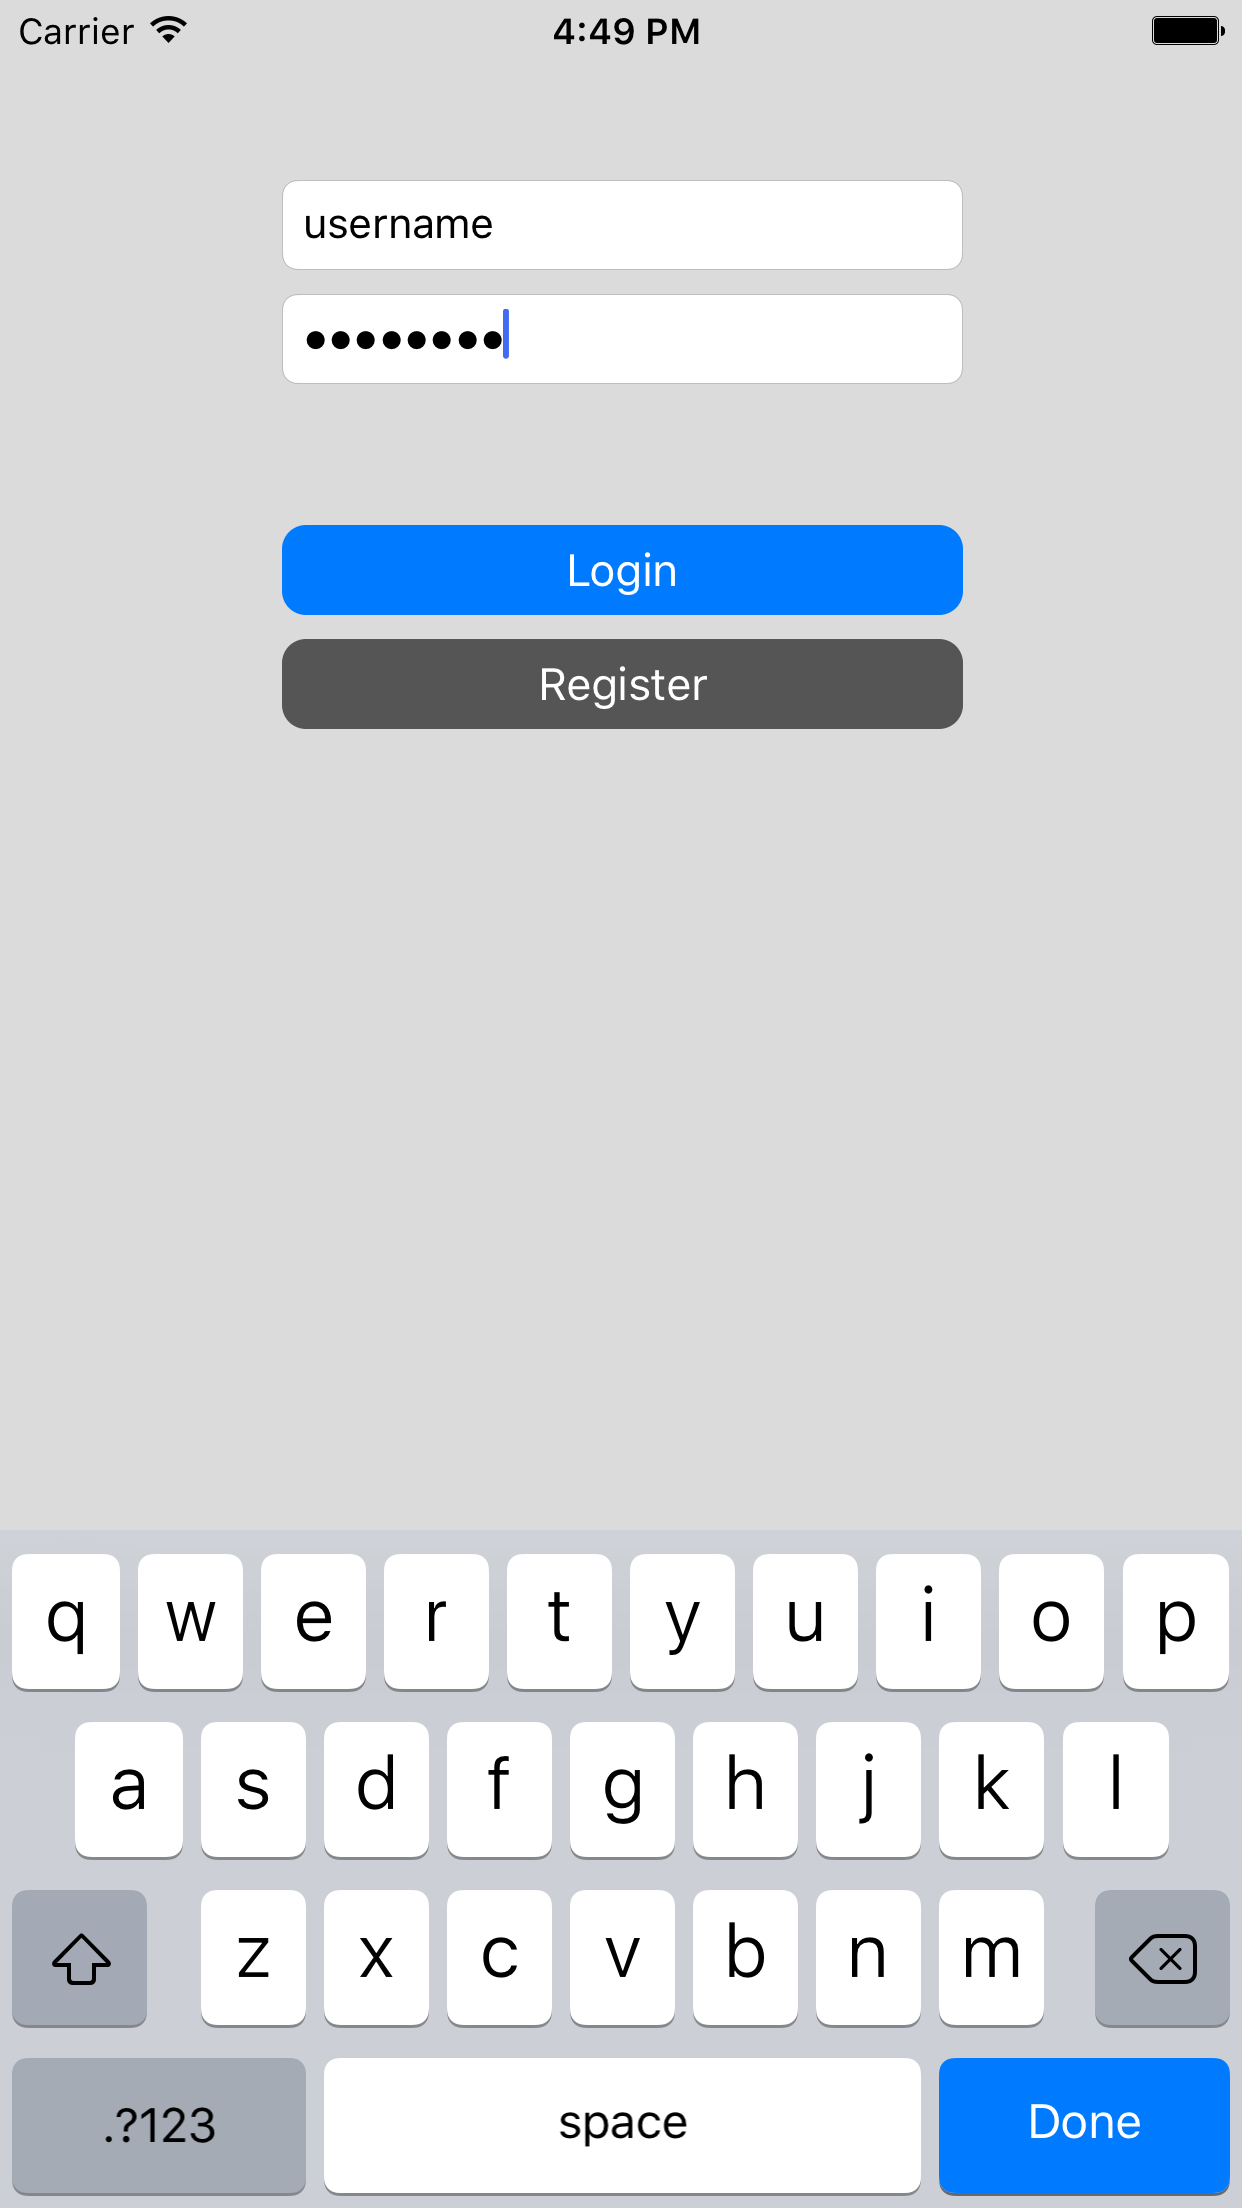 Carrier 4:49 PM
username
••••••••
Login
Register
q w e r t y u i o p
a s d f g h j k l
z x c v b n m
.?123 space Done